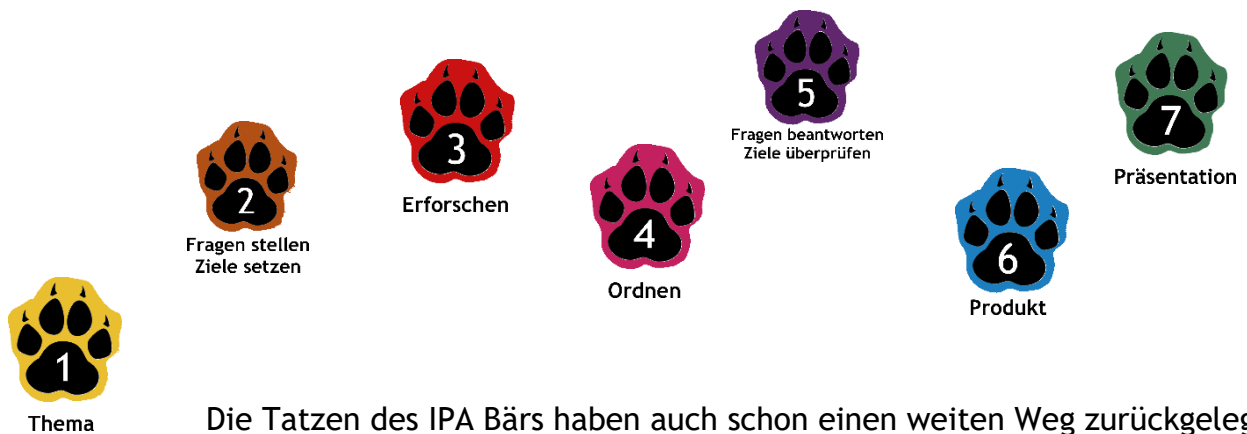 1
Thema
2
Fragen stellen
Ziele setzen
3
Erforschen
4
Ordnen
5
Fragen beantworten
Ziele überprüfen
6
Produkt
7
Präsentation
Die Tatzen des IPA Bärs haben auch schon einen weiten Weg zurückgeleg